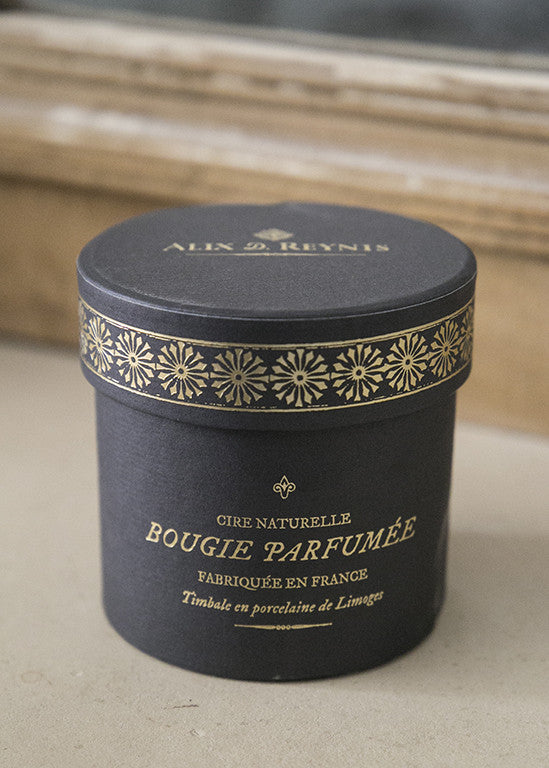 ALIX D. REYNIS
CIRE NATURELLE
BOUGIE PARFUMÉE
FABRIQUÉE EN FRANCE
Timbale en porcelaine de Limoges